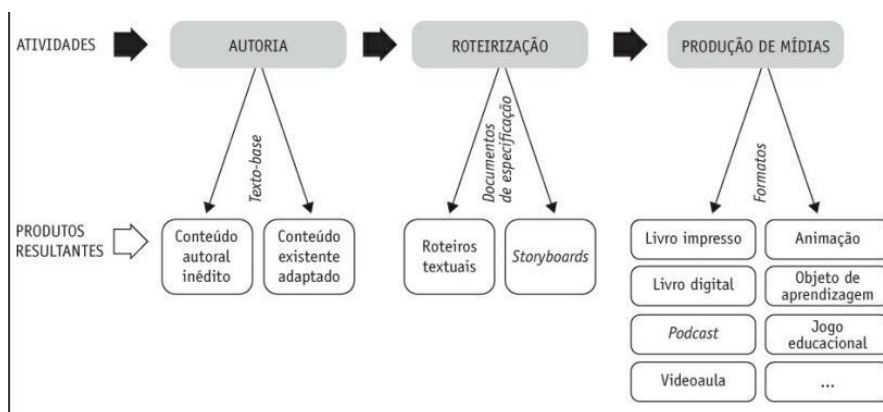 ATIVIDADES
AUTORIA
ROTEIRIZAÇÃO
PRODUÇÃO DE MÍDIAS
Texto-base
Documentos
de especificação
Formatos
PRODUTOS
RESULTANTES
Conteúdo
autoral
inédito
Conteúdo
existente
adaptado
Roteiros
textuais
Storyboards
Livro impresso
Animação
Livro digital
Objeto de
aprendizagem
Podcast
Jogo
educacional
Videoaula
...